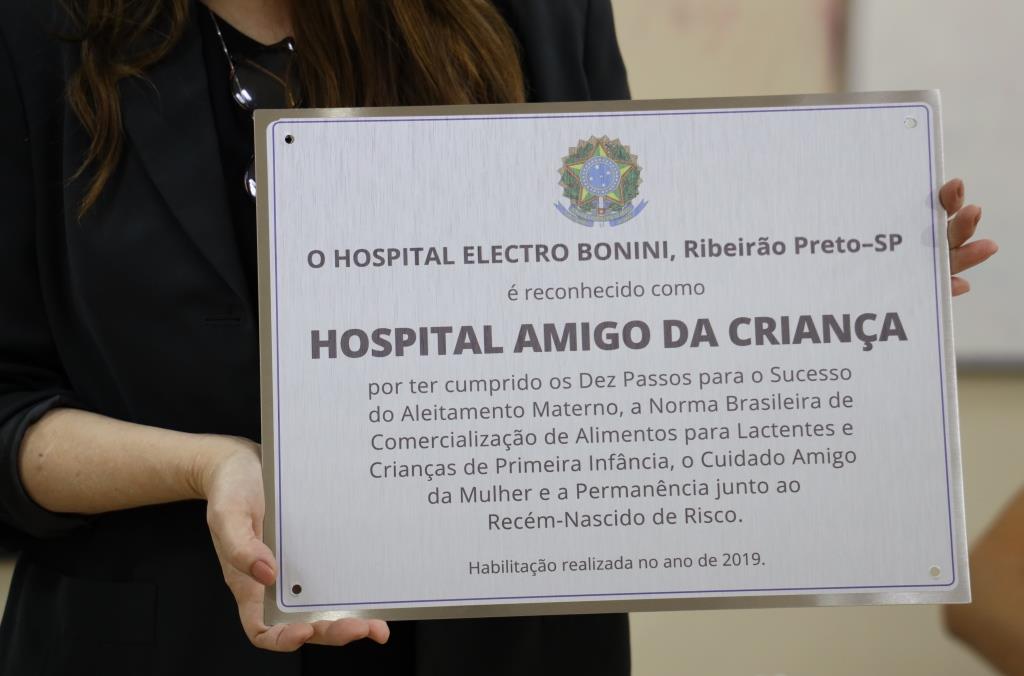 O HOSPITAL ELECTRO BONINI, Ribeirão Preto–SP
é reconhecido como
HOSPITAL AMIGO DA CRIANÇA
por ter cumprido os Dez Passos para o Sucesso
do Aleitamento Materno, a Norma Brasileira de
Comercialização de Alimentos para Lactentes e
Crianças de Primeira Infância, o Cuidado Amigo
da Mulher e a Permanência junto ao
Recém-Nascido de Risco.
Habilitação realizada no ano de 2019.